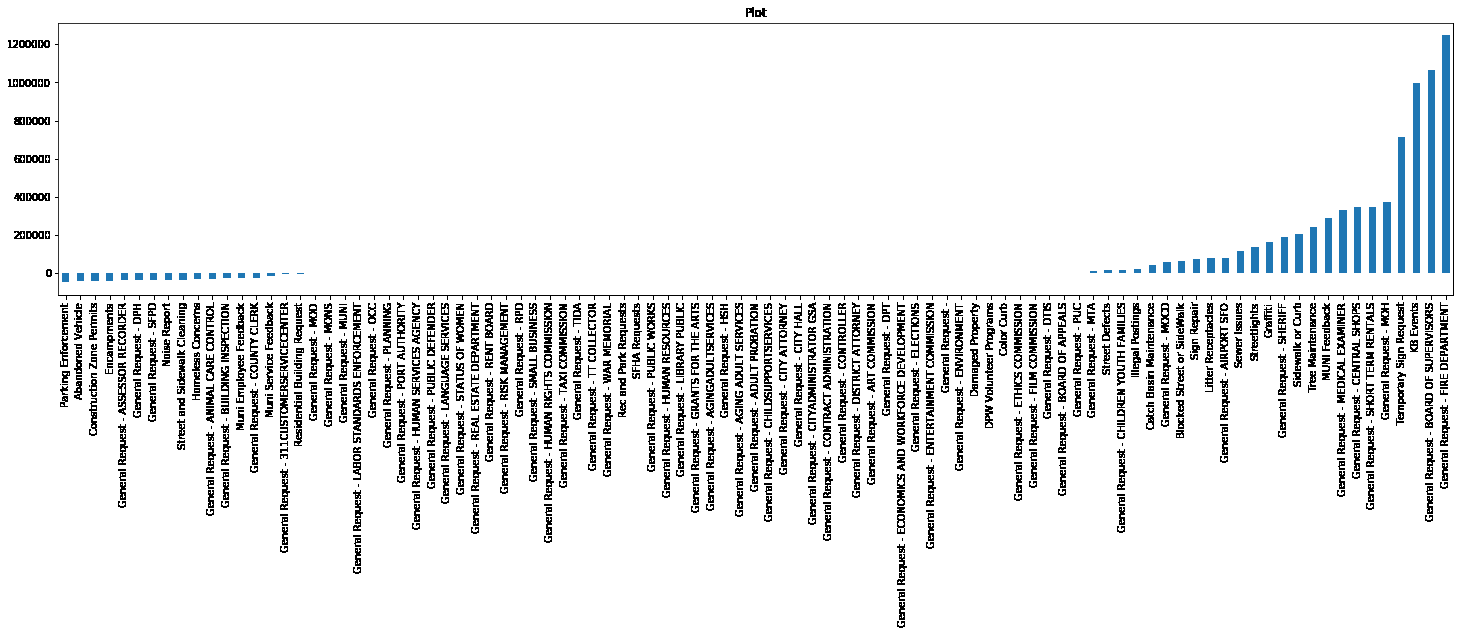 Plot
1200000
1000000
800000
600000
400000
200000
0
Parking Enforcement
Abandoned Vehicle
Construction Zone Permits
Encampments
General Request - ASSESSOR RECORDER
General Request - DPH
General Request - SFPD
Noise Report
Street and Sidewalk Cleaning
Homeless Concerns
General Request - ANIMAL CARE CONTROL
General Request - BUILDING INSPECTION
Muni Employee Feedback
General Request - COUNTY CLERK
Muni Service Feedback
General Request - 311CUSTOMERSERVICECENTER
Residential Building Request
General Request - MOD
General Request - MONS
General Request - MUNI
General Request - LABOR STANDARDS ENFORCEMENT
General Request - OCC
General Request - PLANNING
General Request - PORT AUTHORITY
General Request - HUMAN SERVICES AGENCY
General Request - PUBLIC DEFENDER
General Request - LANGUAGE SERVICES
General Request - STATUS OF WOMEN
General Request - REAL ESTATE DEPARTMENT
General Request - RENT BOARD
General Request - RISK MANAGEMENT
General Request - RPD
General Request - SMALL BUSINESS
General Request - HUMAN RIGHTS COMMISSION
General Request - TAXI COMMISSION
General Request - TIDA
General Request - TT COLLECTOR
General Request - WAR MEMORIAL
Rec and Park Requests
SFHA Requests
General Request - PUBLIC WORKS
General Request - HUMAN RESOURCES
General Request - LIBRARY PUBLIC
General Request - GRANTS FOR THE ARTS
General Request - AGINGADULTSERVICES
General Request - HSH
General Request - AGING ADULT SERVICES
General Request - ADULT PROBATION
General Request - CHILDSUPPORTSERVICES
General Request - CITY ATTORNEY
General Request - CITY HALL
General Request - CITYADMINISTRATOR GSA
General Request - CONTRACT ADMINISTRATION
General Request - CONTROLLER
General Request - DISTRICT ATTORNEY
General Request - ART COMMISSION
General Request - DPT
General Request - ECONOMICS AND WORKFORCE DEVELOPMENT
General Request - ELECTIONS
General Request - ENTERTAINMENT COMMISSION
General Request -
General Request - ENVIRONMENT
Damaged Property
DPW Volunteer Programs
Color Curb
General Request - ETHICS COMMISSION
General Request - FILM COMMISSION
General Request - DTIS
General Request - BOARD OF APPEALS
General Request - PUC
General Request - MTA
Street Defects
General Request - CHILDREN YOUTH FAMILIES
Illegal Postings
Catch Basin Maintenance
General Request - MOCD
Blocked Street or SideWalk
Sign Repair
Litter Receptacles
General Request - AIRPORT SFO
Sewer Issues
Streetlights
Graffiti
General Request - SHERIFF
Sidewalk or Curb
Tree Maintenance
MUNI Feedback
General Request - MEDICAL EXAMINER
General Request - CENTRAL SHOPS
General Request - SHORT TERM RENTALS
General Request - MOH
Temporary Sign Request
KB Events
General Request - BOARD OF SUPERVISORS
General Request - FIRE DEPARTMENT